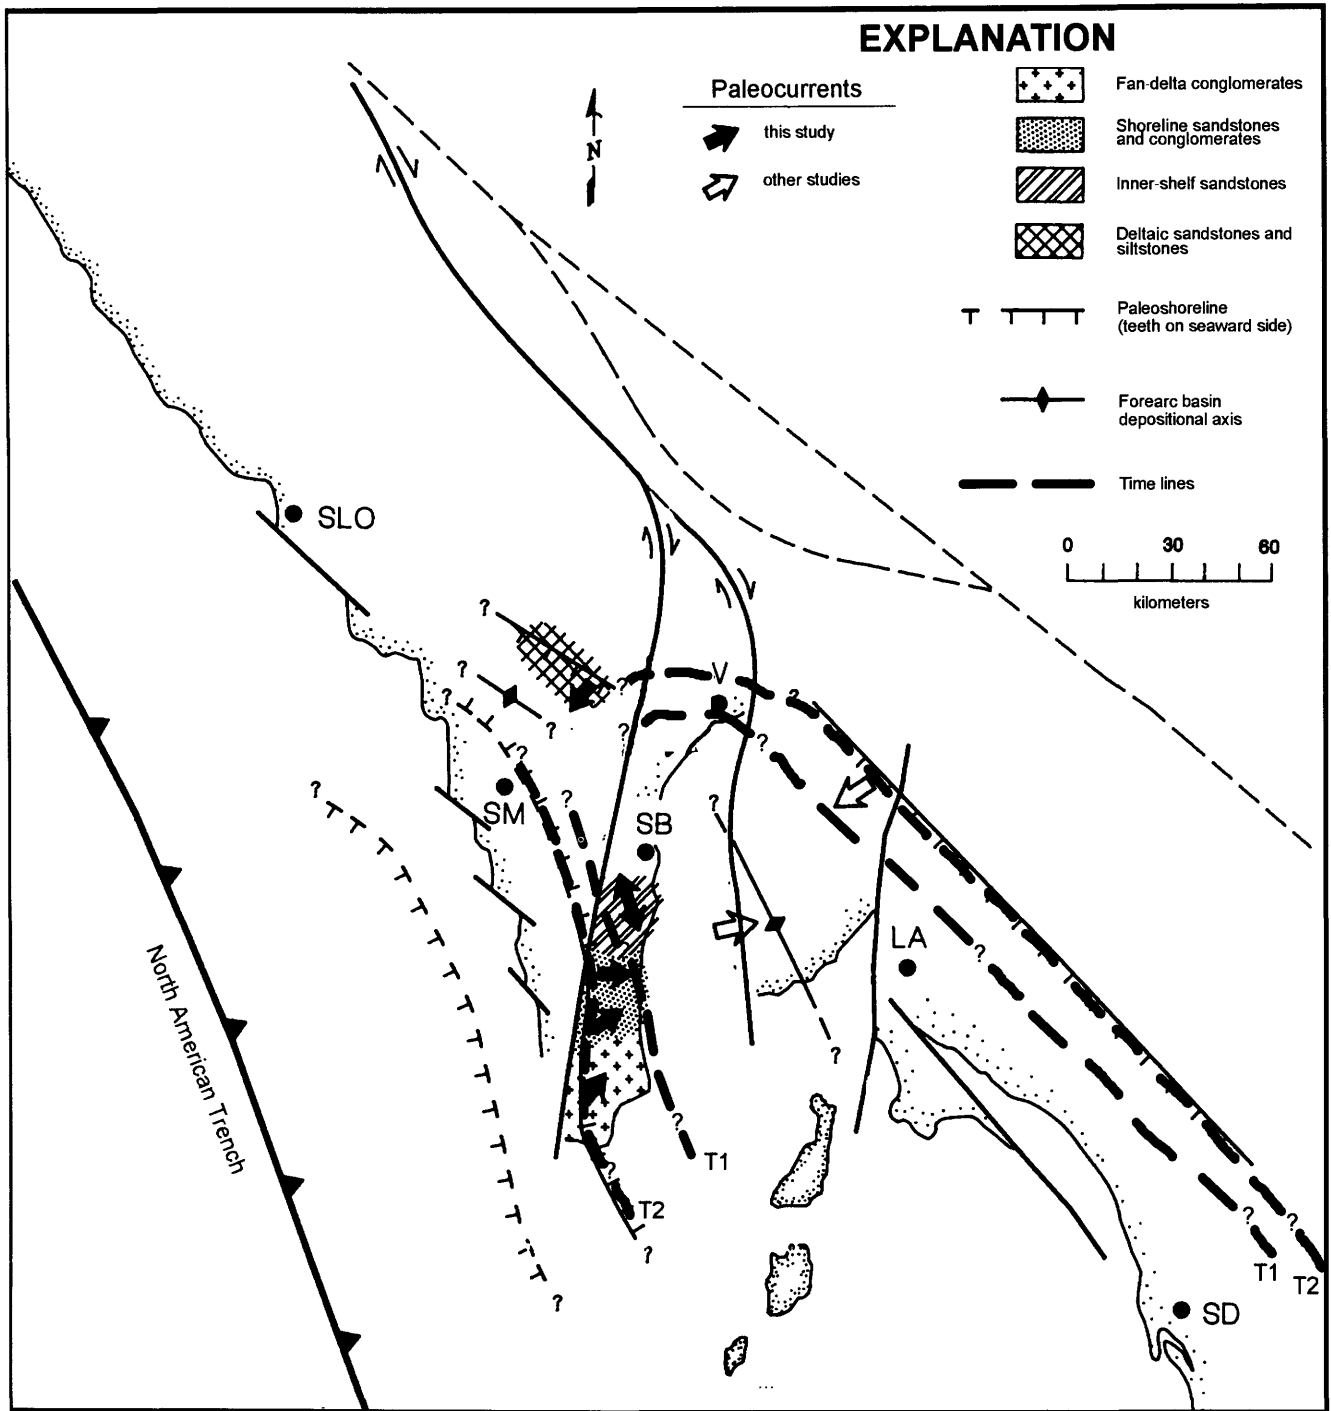 EXPLANATION
Paleocurrents
this study
other studies
N
Fan-delta conglomerates
Shoreline sandstones
and conglomerates
Inner-shelf sandstones
Deltaic sandstones and
siltstones
Paleoshoreline
(teeth on seaward side)
Forearc basin
depositional axis
Time lines
0 30 60
kilometers
SLO
?
?
?
?
?
V
?
?
?
?
?
SM
?
?
?
SB
LA
?
North American Trench
?
?
T1
?
T2
?
?
?
?
T1
T2
SD